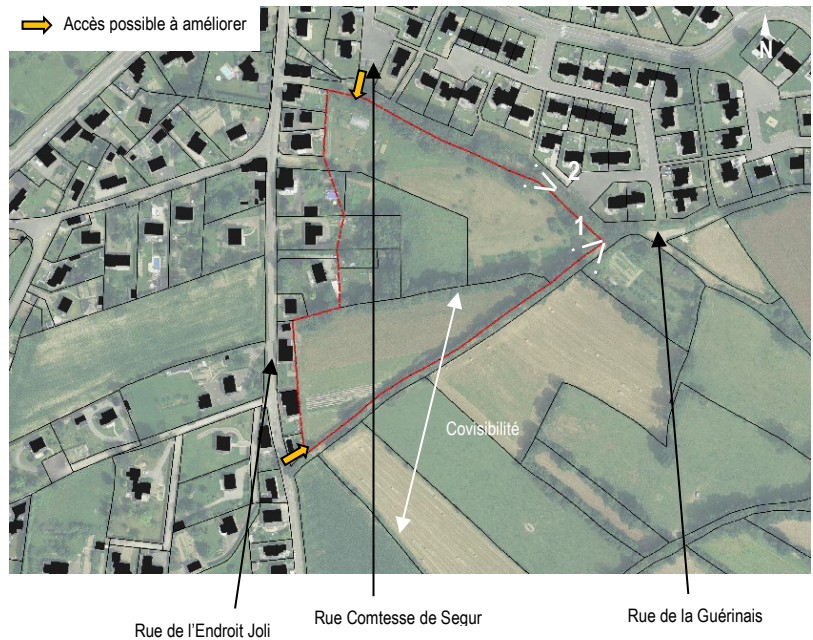 Accès possible à améliorer
N
2
1
Covisibilité
Rue de l'Endroit Joli
Rue Comtesse de Segur
Rue de la Guérinais